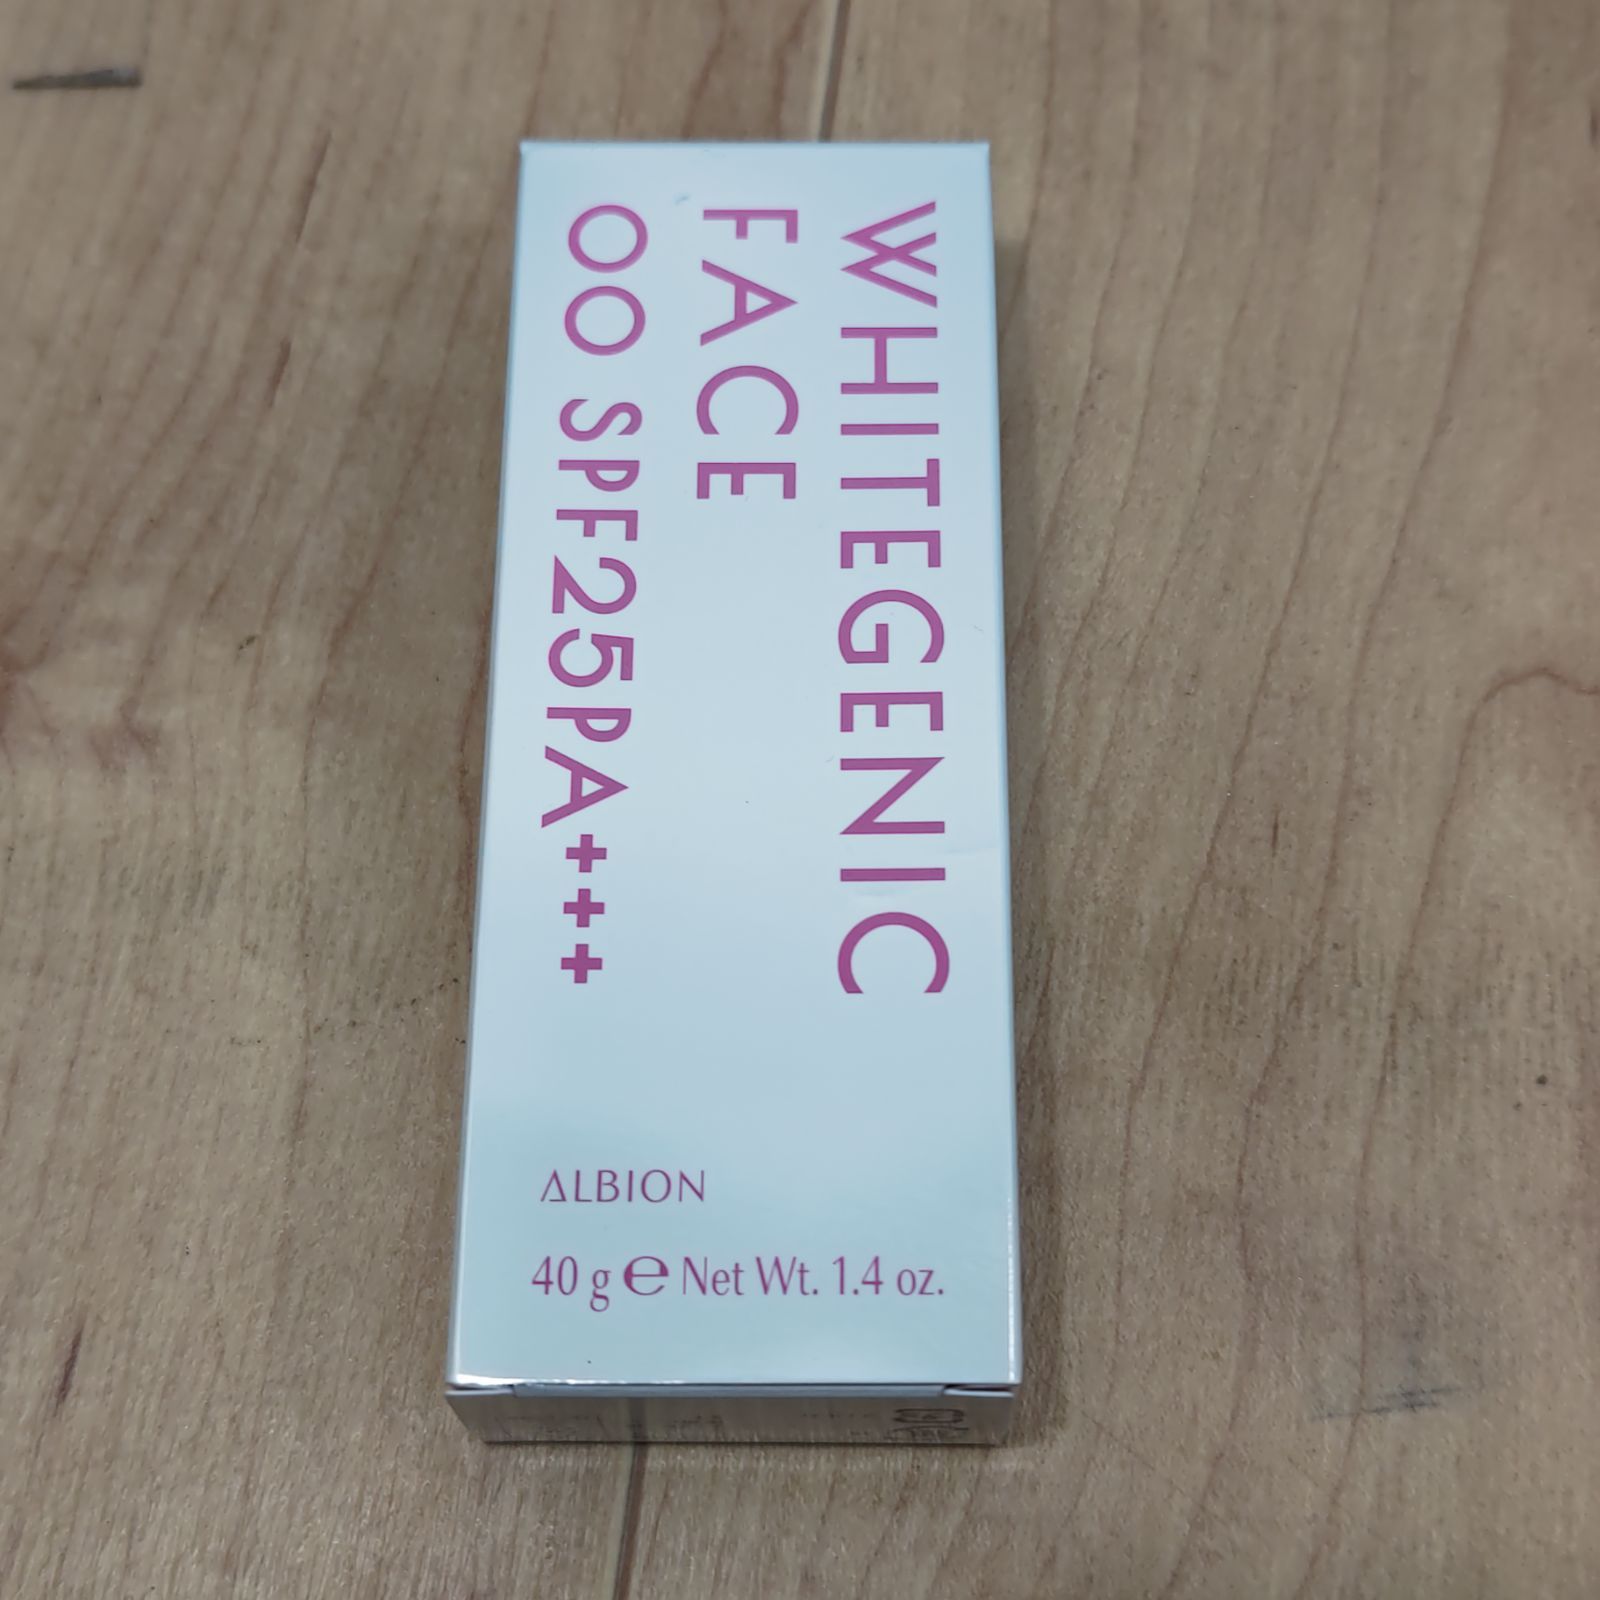 WHITEGENIC
FACE
OO SPF25PA+++
ALBION
40 g ℮ Net Wt. 1.4 oz.